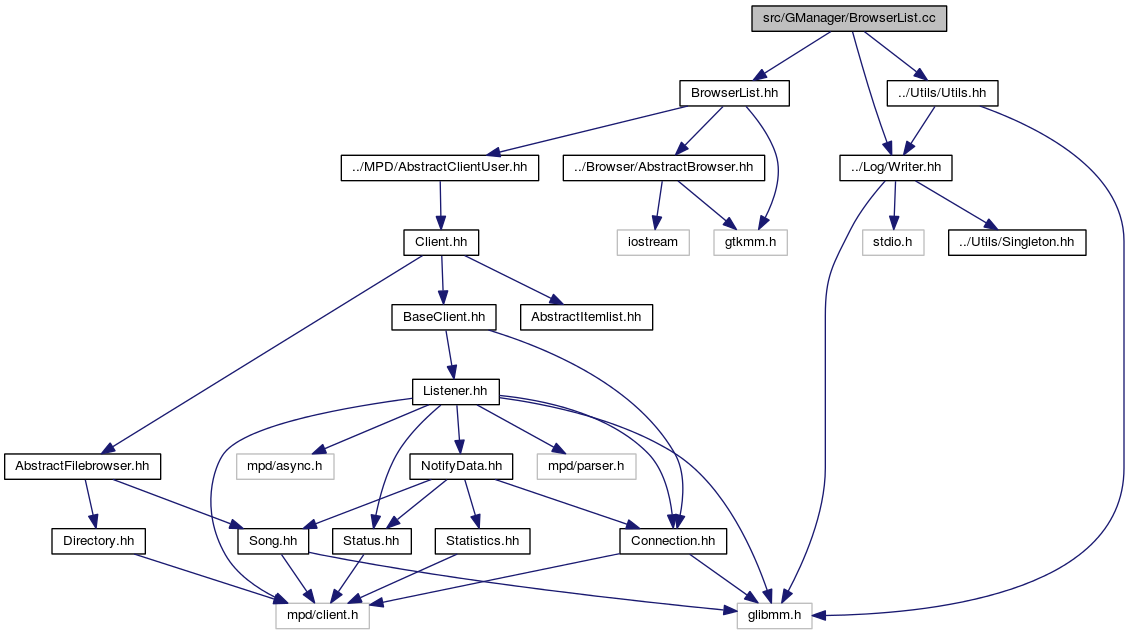 src/GManager/BrowserList.cc
BrowserList.hh
../Utils/Utils.hh
../MPD/AbstractClientUser.hh
../Browser/AbstractBrowser.hh
../Log/Writer.hh
Client.hh
iostream
gtkmm.h
stdio.h
../Utils/Singleton.hh
BaseClient.hh
AbstractItemlist.hh
Listener.hh
AbstractFilebrowser.hh
mpd/async.h
NotifyData.hh
mpd/parser.h
Directory.hh
Song.hh
Status.hh
Statistics.hh
Connection.hh
mpd/client.h
glibmm.h